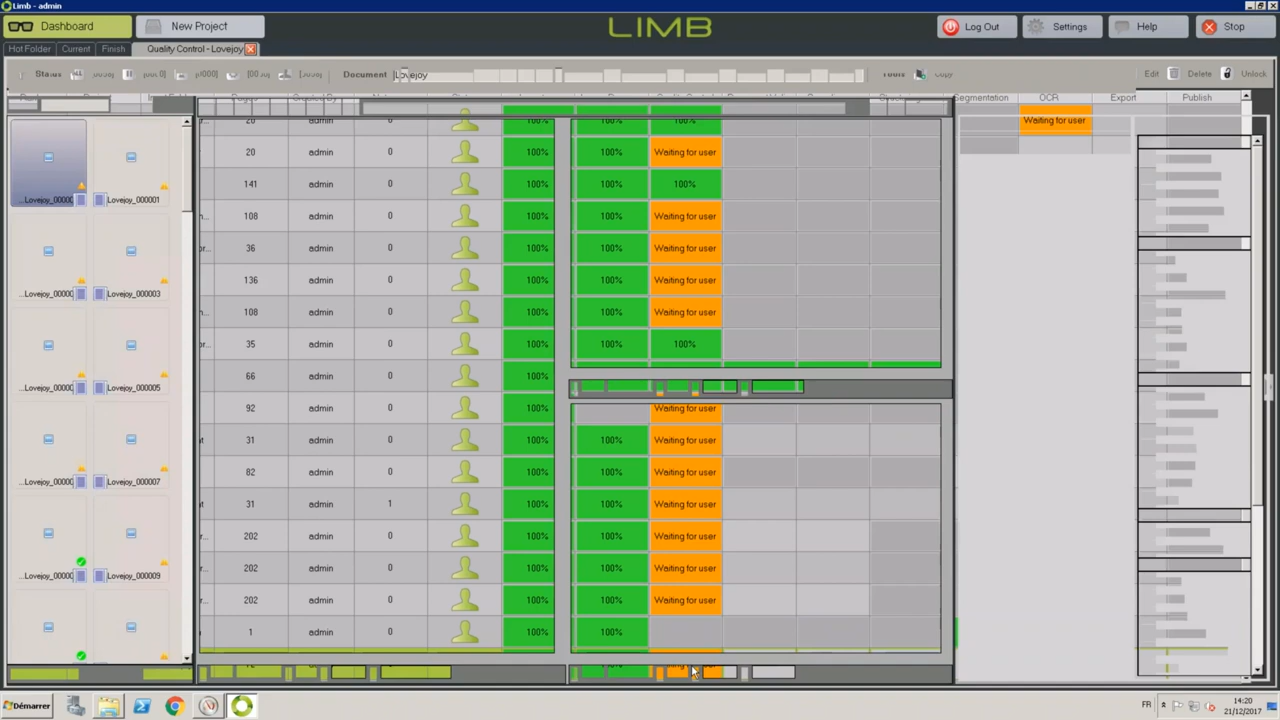 Limb - admin
Dashboard
New Project
LIMB
Log Out
Settings
Help
Stop
Hot Folder
Current
Finish
Quality Control - Lovejoy
Status
Document
Lovejoy
Tools
Copy
Edit
Delete
Unlock
Segmentation
OCR
Export
Publish
Waiting for user
20 100% 100%
20 admin 0 100% 100% Waiting for user
141 admin 0 100% 100% 100%
108 admin 0 100% 100% Waiting for user
36 admin 0 100% 100% Waiting for user
136 admin 0 100% 100% Waiting for user
108 admin 0 100% 100% Waiting for user
35 admin 0 100% 100% 100%
66 admin 0 100%
92 admin 0 100% Waiting for user
31 admin 0 100% 100% Waiting for user
82 admin 0 100% 100% Waiting for user
31 admin 1 100% 100% Waiting for user
202 admin 0 100% 100% Waiting for user
202 admin 0 100% 100% Waiting for user
202 admin 0 100% 100% Waiting for user
1 admin 0 100% 100%
...Lovejoy_00000
Lovejoy_000001
...Lovejoy_00000
Lovejoy_000003
...Lovejoy_00000
Lovejoy_000005
...Lovejoy_00000
Lovejoy_000007
...Lovejoy_00000
Lovejoy_000009
Démarrer
FR
14:20
21/12/2017